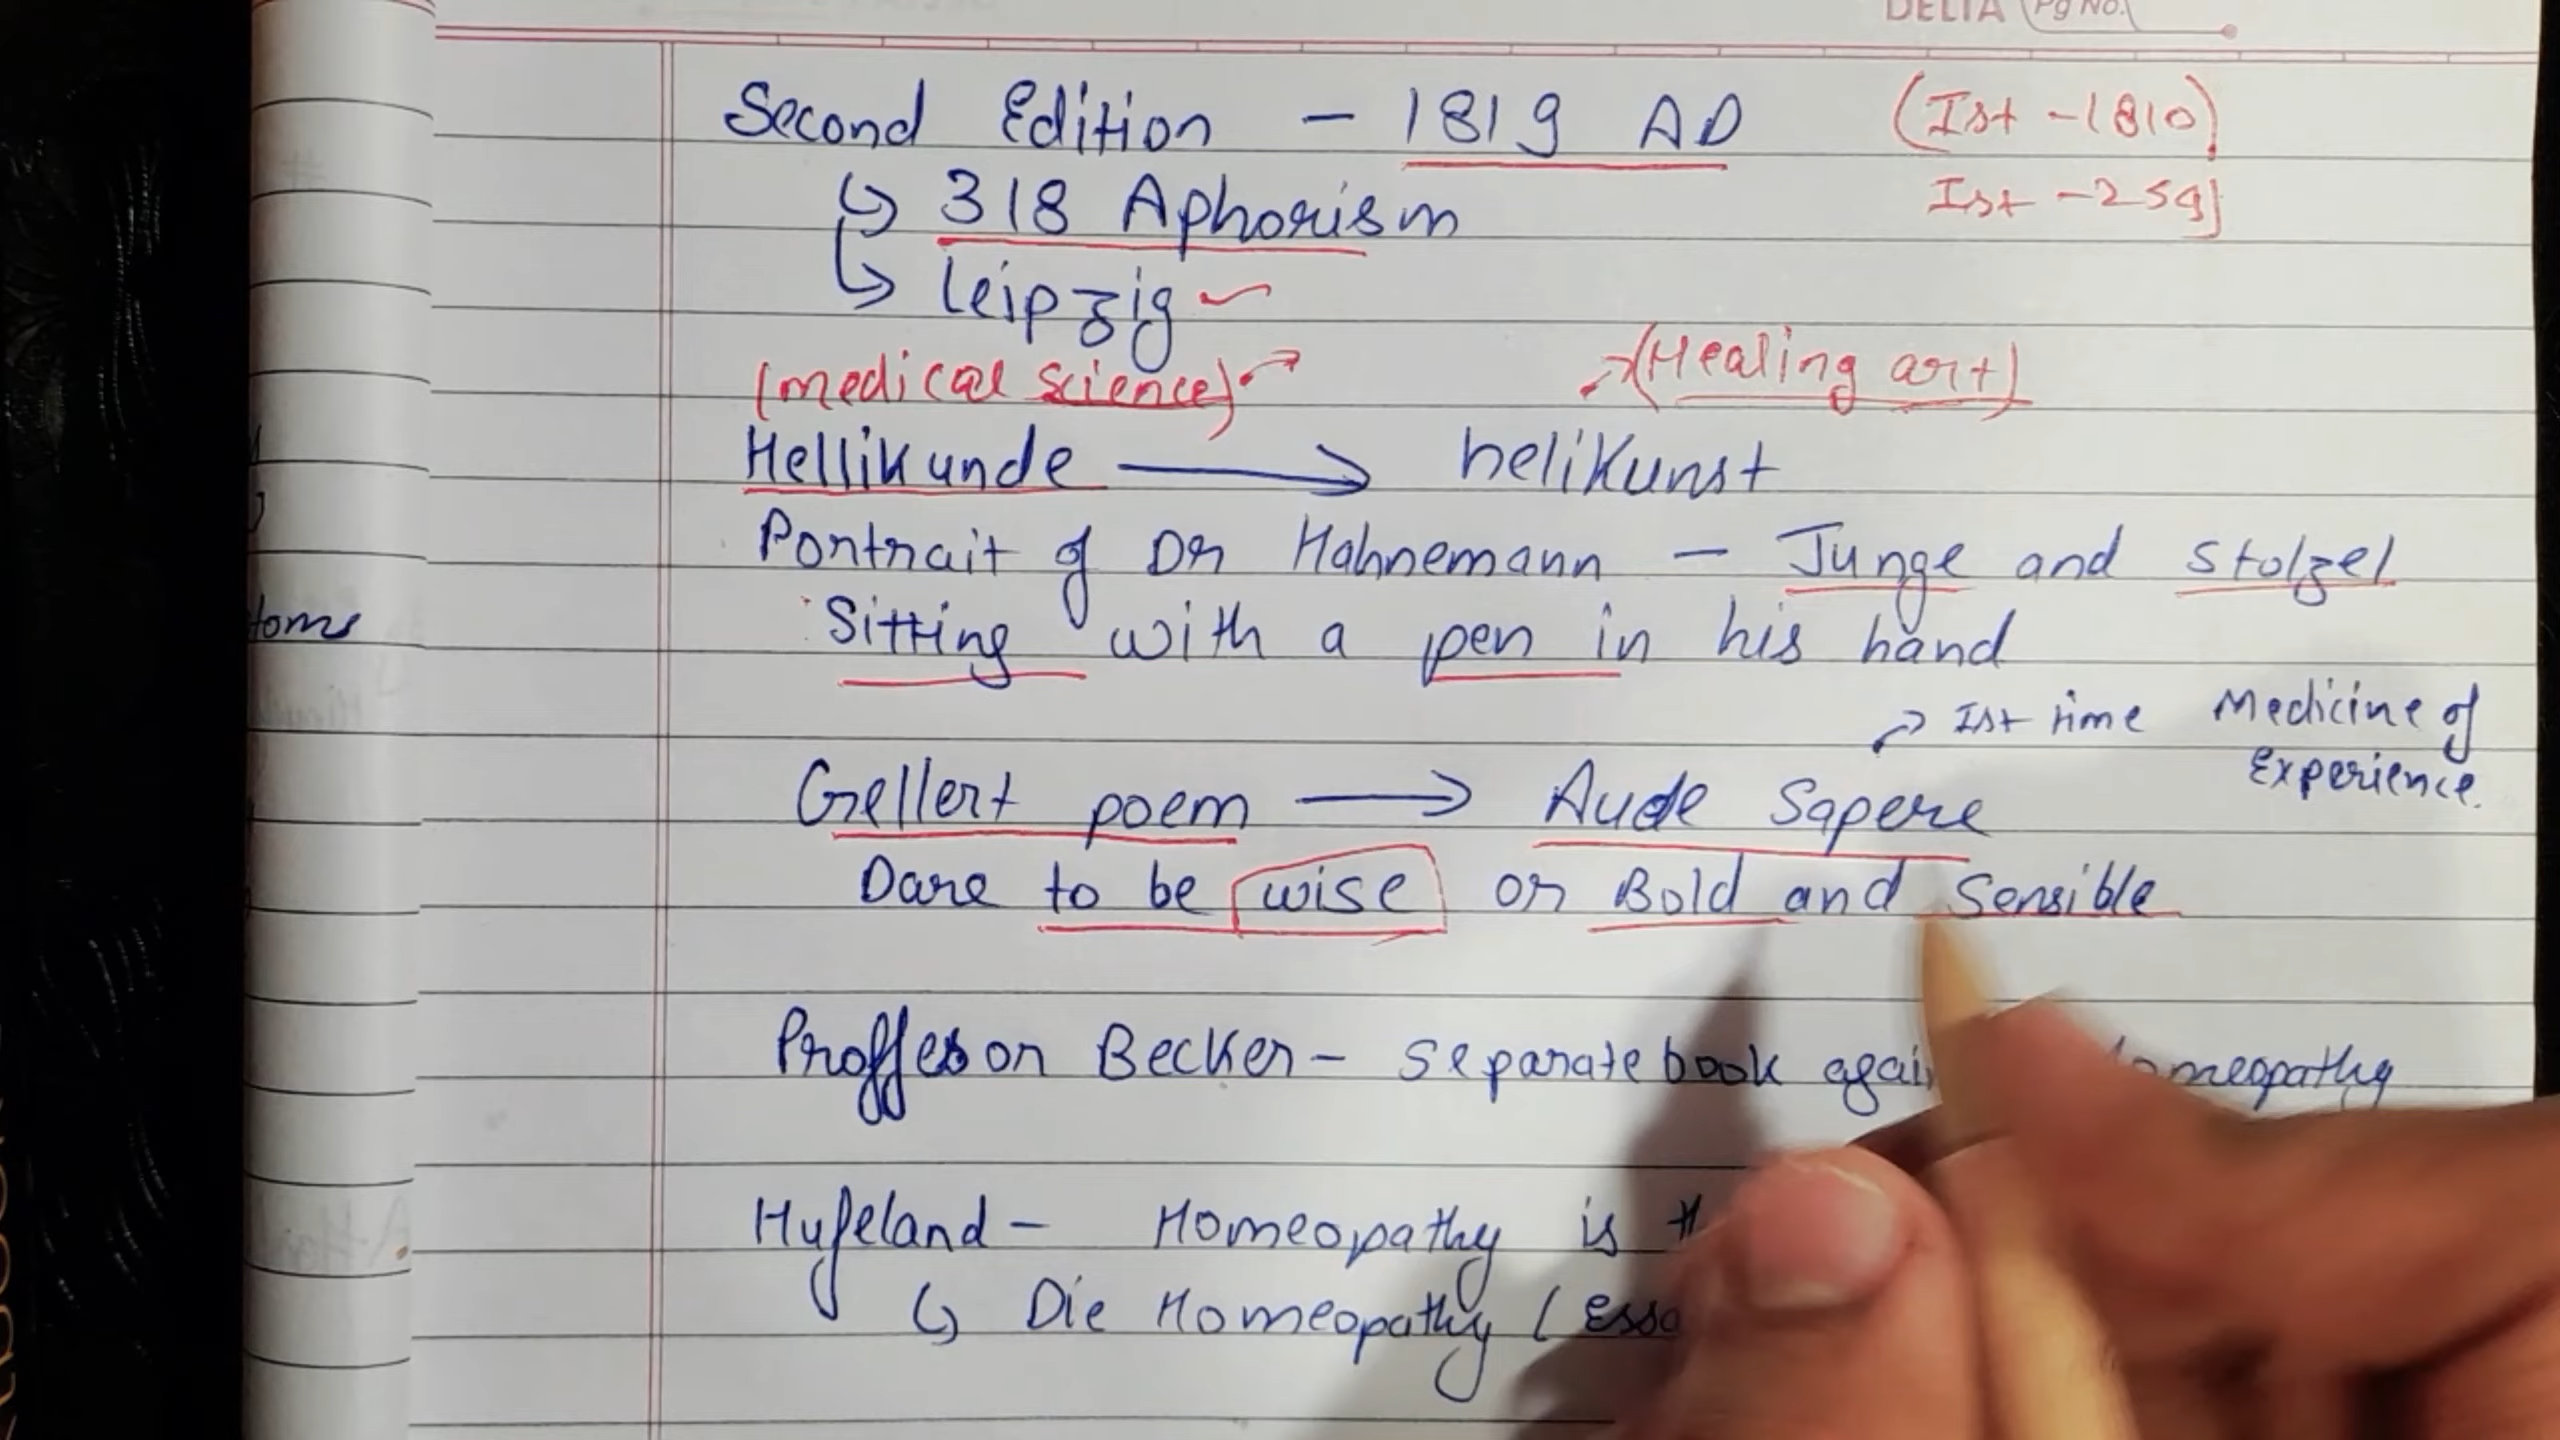 DELTA Pg No.
Second Edition - 1819 AD (Ist - 1810)
↳ 318 Aphorism Ist - 259]
↳ Leipzig
(medical science) (Healing art)
Hellikunde → helikunst
Portrait of Dr Hahnemann - Junge and Stolzel
Sitting with a pen in his hand
toms
Ist time Medicine of
Experience.
Gellert poem → Aude Sapere
Dare to be wise or Bold and Sensible
Proffesor Becker - Separate book
Hufeland - Homeopathy is
↳ Die Homeopathy (